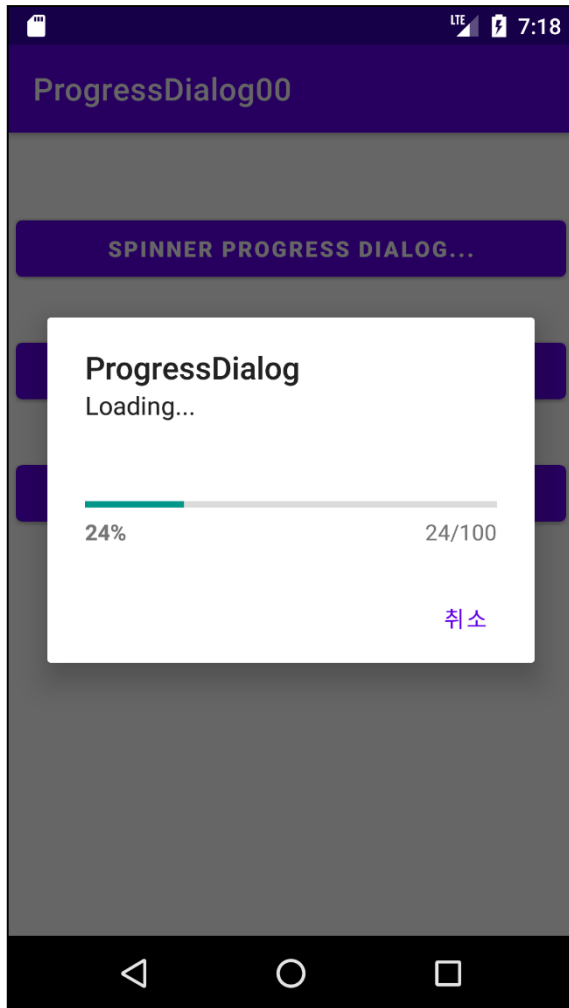 LTE 7:18
ProgressDialog00
SPINNER PROGRESS DIALOG...
ProgressDialog
Loading...
24% 24/100
취소